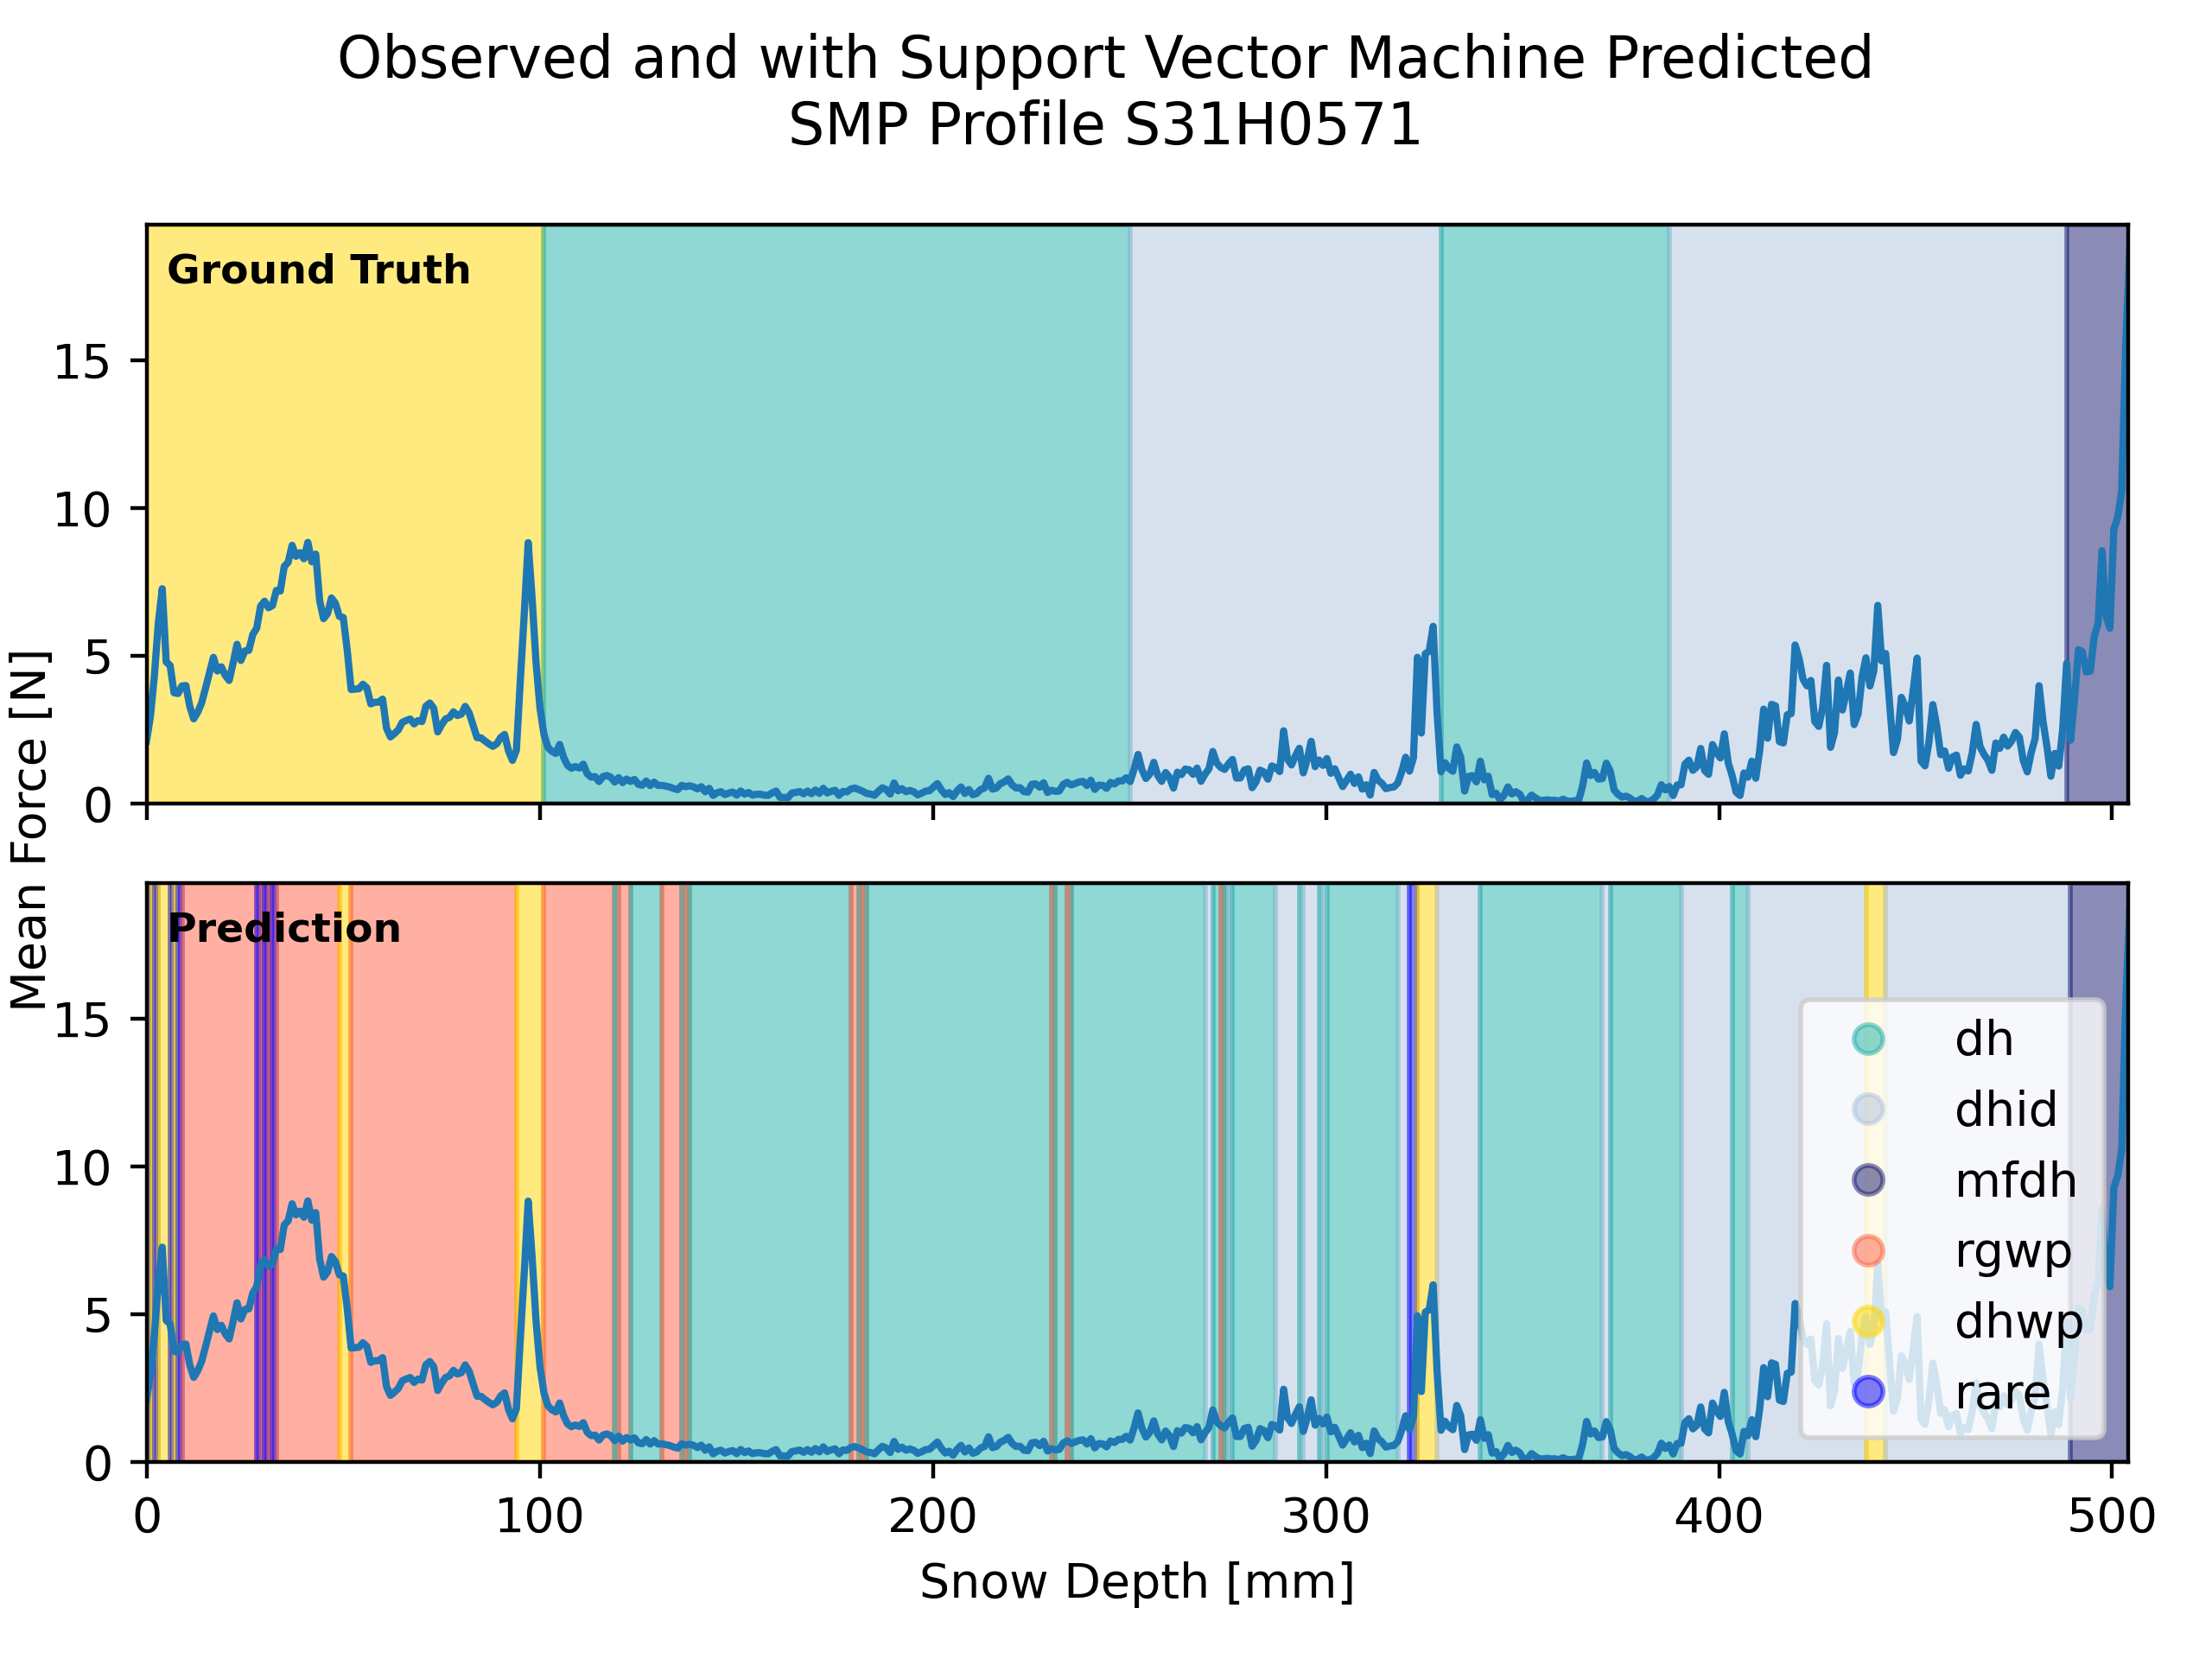 Observed and with Support Vector Machine Predicted
SMP Profile S31H0571
Ground Truth
15
10
5
0
Mean Force [N]
Prediction
15
10
5
0
dh
dhid
mfdh
rgwp
dhwp
rare
0 100 200 300 400 500
Snow Depth [mm]